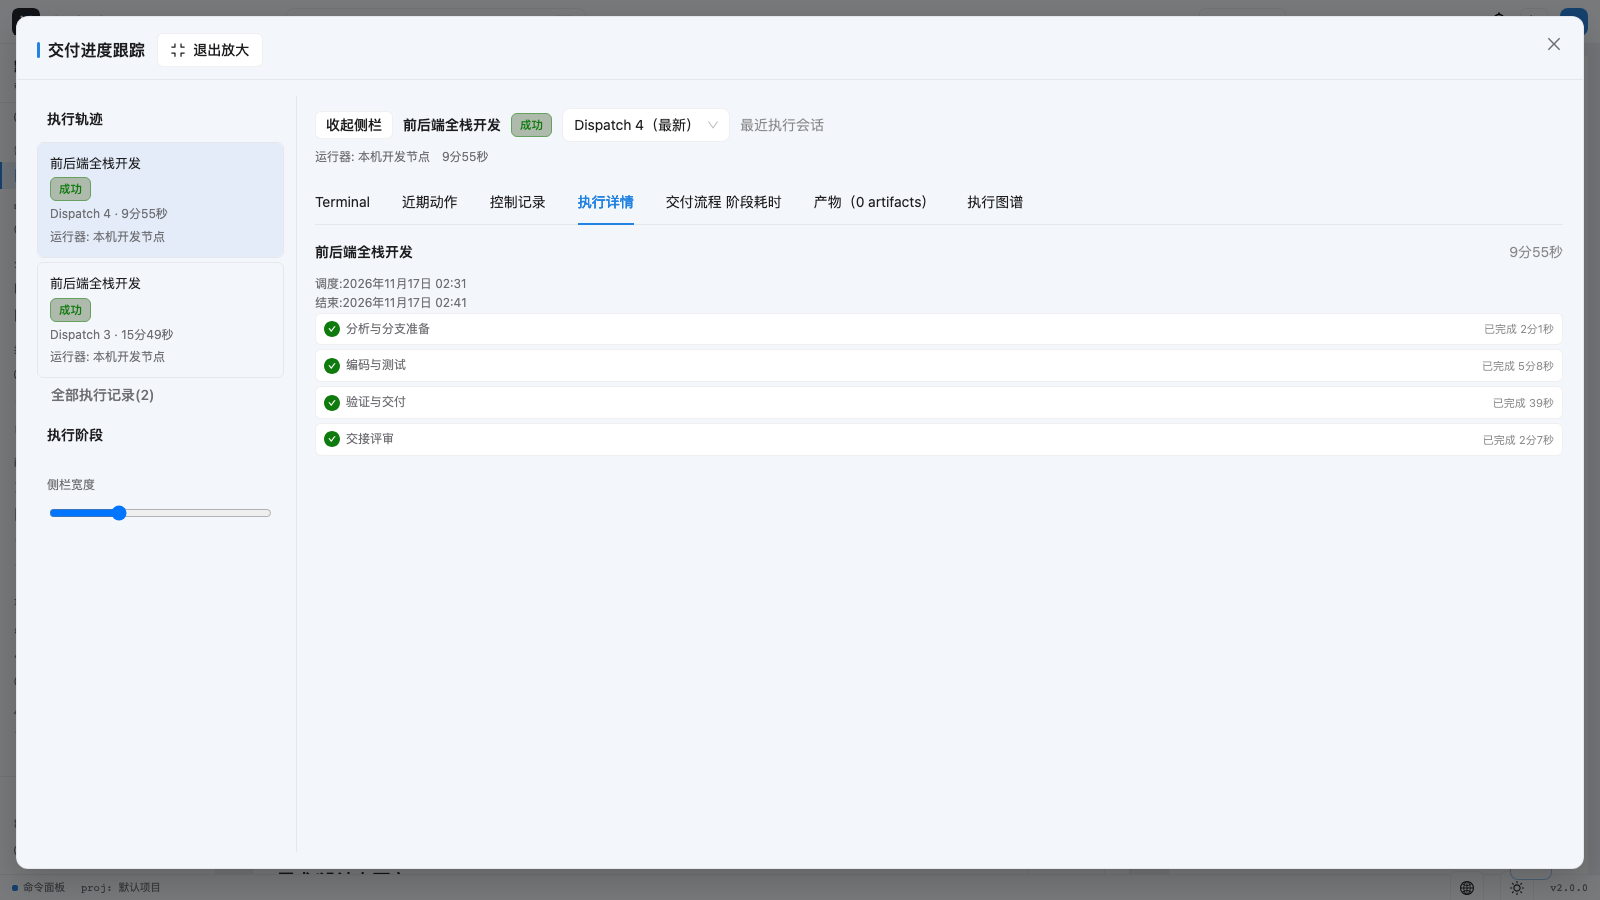 交付进度跟踪
退出放大
执行轨迹
前后端全栈开发
成功
Dispatch 4 · 9分55秒
运行器: 本机开发节点
前后端全栈开发
成功
Dispatch 3 · 15分49秒
运行器: 本机开发节点
全部执行记录(2)
执行阶段
侧栏宽度
收起侧栏 前后端全栈开发 成功 Dispatch 4（最新） 最近执行会话
运行器: 本机开发节点 9分55秒
Terminal 近期动作 控制记录 执行详情 交付流程 阶段耗时 产物（0 artifacts） 执行图谱
前后端全栈开发 9分55秒
调度:2026年11月17日 02:31
结束:2026年11月17日 02:41
分析与分支准备 已完成 2分1秒
编码与测试 已完成 5分8秒
验证与交付 已完成 39秒
交接评审 已完成 2分7秒
命令面板 proj: 默认项目 v2.0.0